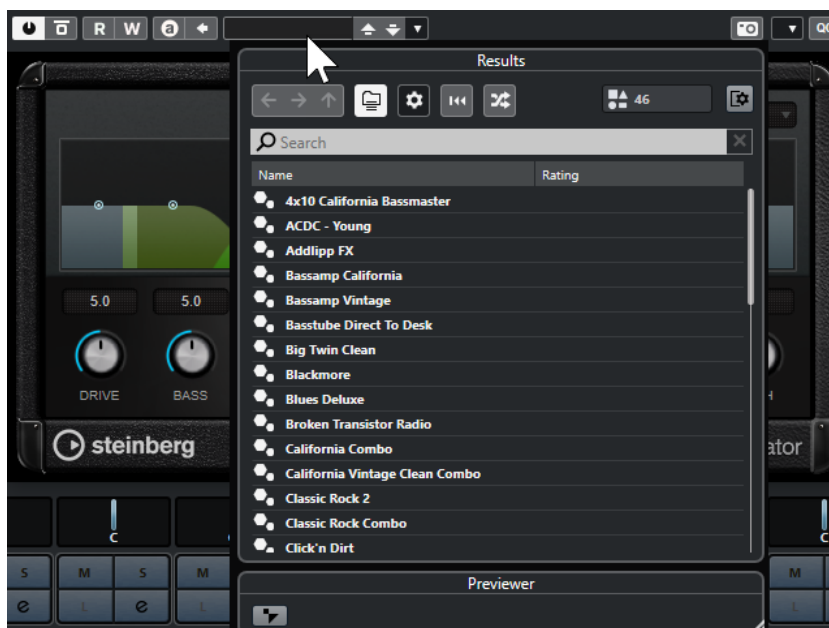 R W a
QC
Results
46
Search
Name Rating
4x10 California Bassmaster
ACDC - Young
Addlipp FX
Bassamp California
Bassamp Vintage
Basstube Direct To Desk
Big Twin Clean
Blackmore
Blues Deluxe
Broken Transistor Radio
California Combo
California Vintage Clean Combo
Classic Rock 2
Classic Rock Combo
Click'n Dirt
5.0 5.0
DRIVE BASS H
steinberg ator
C C
S M S M M
e L e L L
Previewer